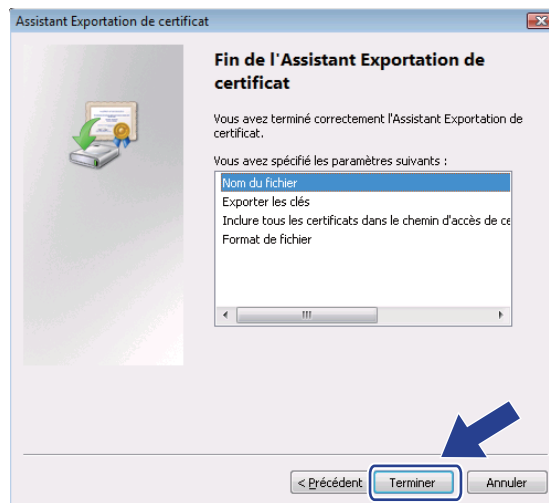 Assistant Exportation de certificat
Fin de l'Assistant Exportation de
certificat
Vous avez terminé correctement l'Assistant Exportation de
certificat.
Vous avez spécifié les paramètres suivants :
Nom du fichier
Exporter les clés
Inclure tous les certificats dans le chemin d'accès de ce
Format de fichier
< Précédent
Terminer
Annuler